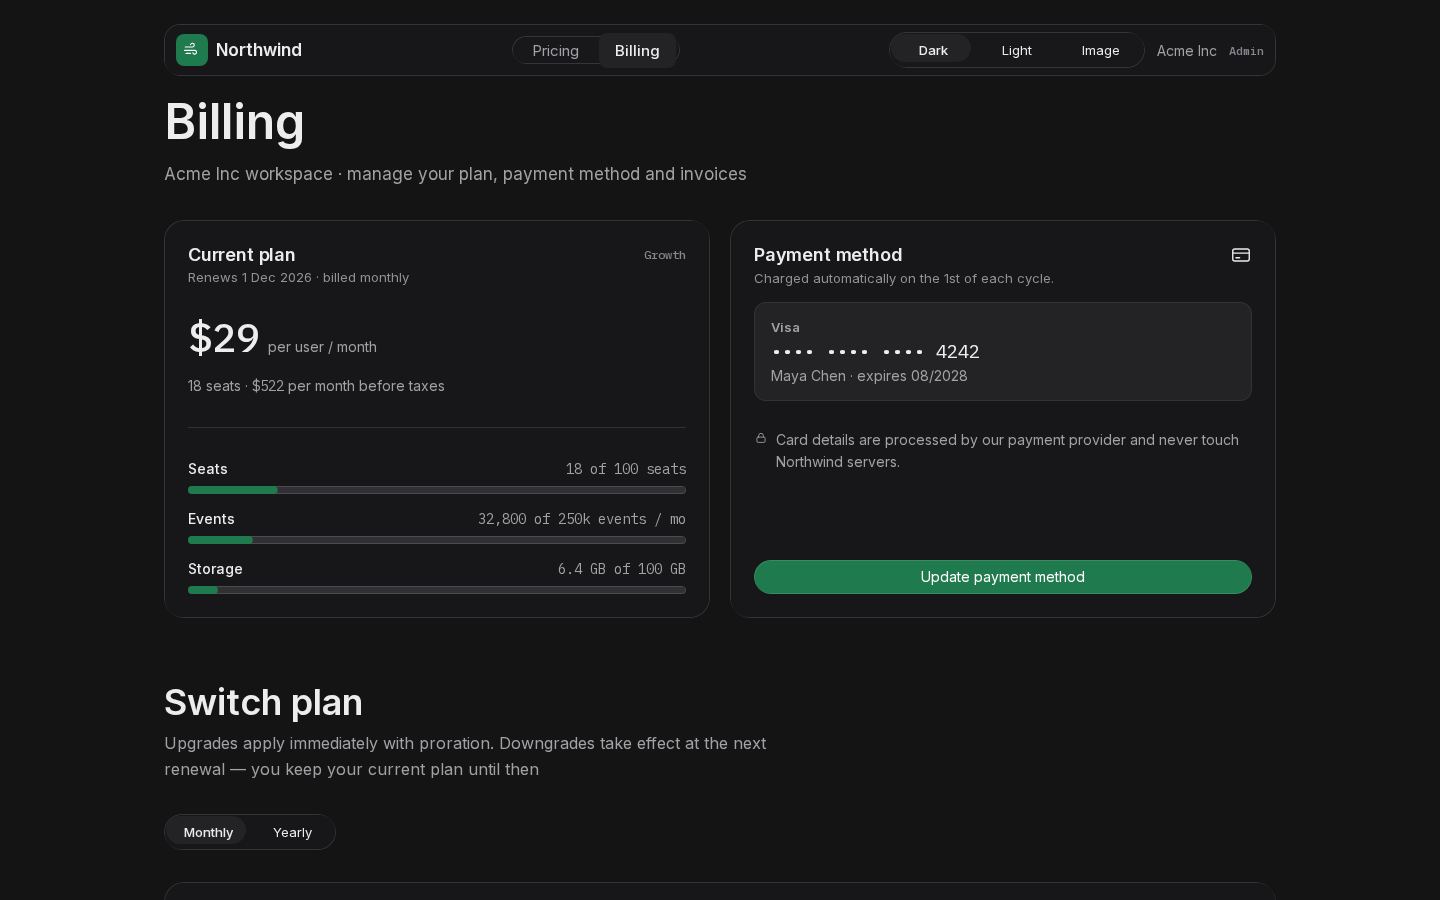 Northwind
Pricing
Billing
Dark
Light
Image
Acme Inc
Admin
Billing
Acme Inc workspace · manage your plan, payment method and invoices
Current plan
Growth
Renews 1 Dec 2026 · billed monthly
$29 per user / month
18 seats · $522 per month before taxes
Seats
18 of 100 seats
Events
32,800 of 250k events / mo
Storage
6.4 GB of 100 GB
Payment method
Charged automatically on the 1st of each cycle.
Visa
•••• •••• •••• 4242
Maya Chen · expires 08/2028
Card details are processed by our payment provider and never touch
Northwind servers.
Update payment method
Switch plan
Upgrades apply immediately with proration. Downgrades take effect at the next
renewal — you keep your current plan until then
Monthly
Yearly